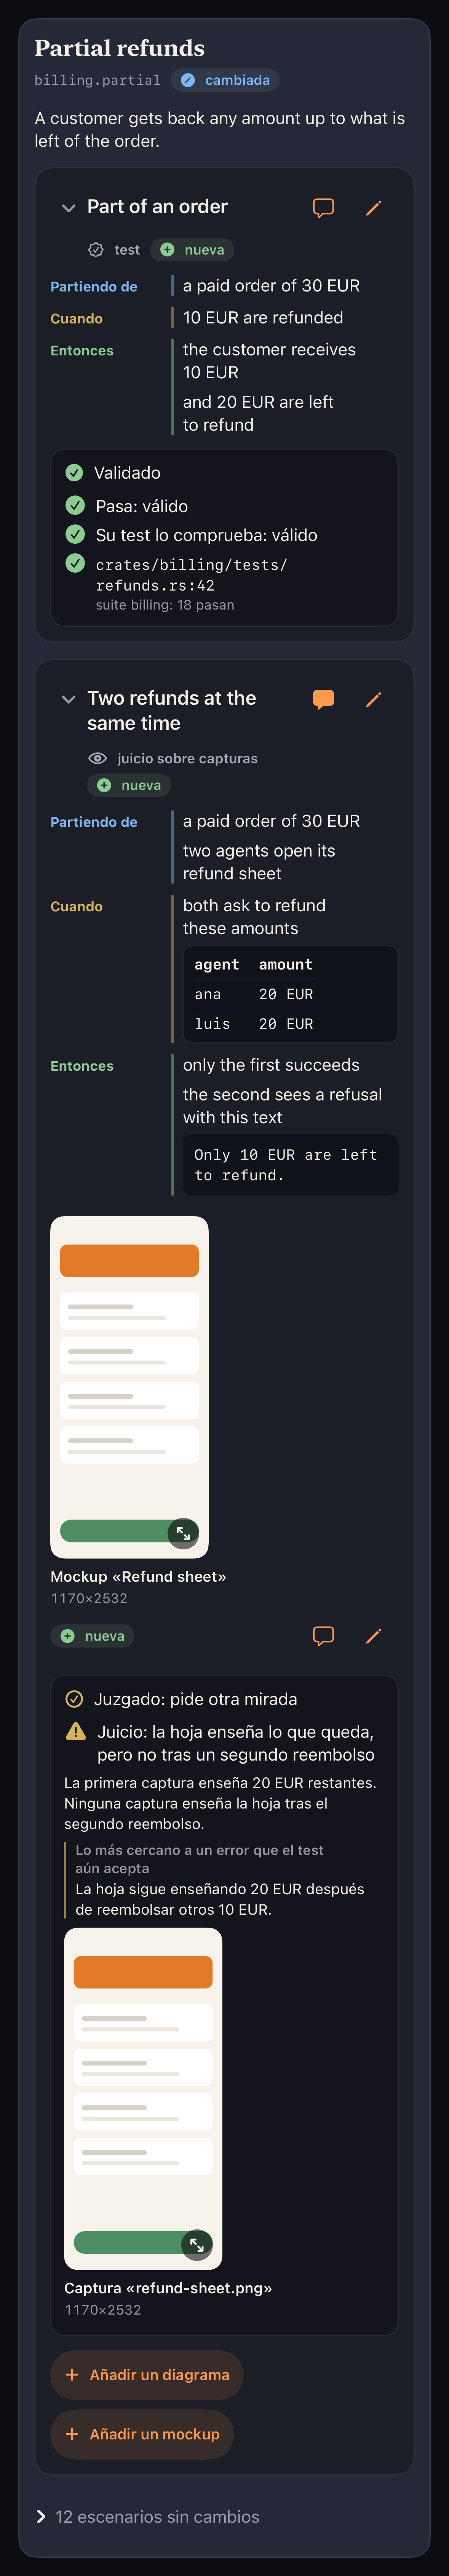 Partial refunds
billing.partial cambiada
A customer gets back any amount up to what is
left of the order.
Part of an order
test nueva
Partiendo de a paid order of 30 EUR
Cuando 10 EUR are refunded
Entonces the customer receives
10 EUR
and 20 EUR are left
to refund
Validado
Pasa: válido
Su test lo comprueba: válido
crates/billing/tests/
refunds.rs:42
suite billing: 18 pasan
Two refunds at the
same time
juicio sobre capturas
nueva
Partiendo de a paid order of 30 EUR
two agents open its
refund sheet
Cuando both ask to refund
these amounts
agent amount
ana 20 EUR
luis 20 EUR
Entonces only the first succeeds
the second sees a refusal
with this text
Only 10 EUR are left
to refund.
Mockup «Refund sheet»
1170×2532
nueva
Juzgado: pide otra mirada
Juicio: la hoja enseña lo que queda,
pero no tras un segundo reembolso
La primera captura enseña 20 EUR restantes.
Ninguna captura enseña la hoja tras el
segundo reembolso.
Lo más cercano a un error que el test
aún acepta
La hoja sigue enseñando 20 EUR después
de reembolsar otros 10 EUR.
Captura «refund-sheet.png»
1170×2532
Añadir un diagrama
Añadir un mockup
12 escenarios sin cambios